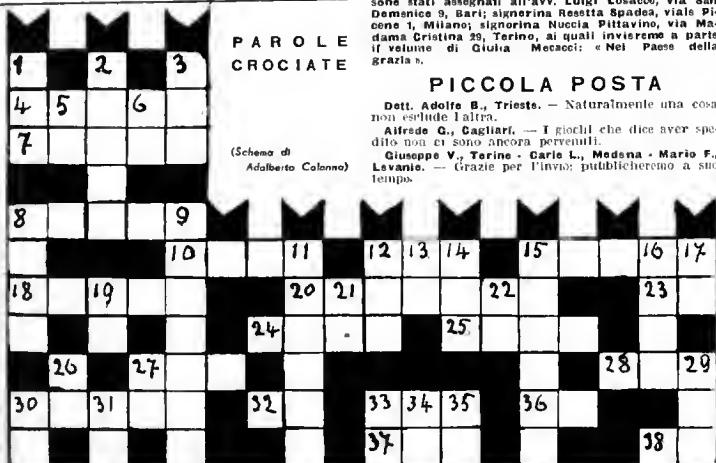 PAROLE
CROCIATE
(Schema di
Adalberto Colonna)
sono stati assegnati all'avv. Luigi Losacco, via San
Domenico 9, Bari; signorina Rosetta Spadea, viale Pi-
cene 1, Milano; signorina Nuccia Pittavino, via Ma-
dama Cristina 29, Torino, ai quali invieremo a parte
il volume di Giulia Mecacci: « Nel Paese della
grazia ».
PICCOLA POSTA
Dott. Adolfo B., Trieste. — Naturalmente una cosa
non esclude l'altra.
Alfredo G., Cagliari. — I giochi che dice aver spe-
dito non ci sono ancora pervenuti.
Giuseppe V., Torino - Carlo L., Modena - Mario F.,
Levanto. — Grazie per l'invio; pubblicheremo a suo
tempo.
1 2 3
4 5 6
7
8 9
10 11 12 13 14 15 16 17
18 19 20 21 22 23
24 25
26 27 28 29
30 31 32 33 34 35 36
37 38